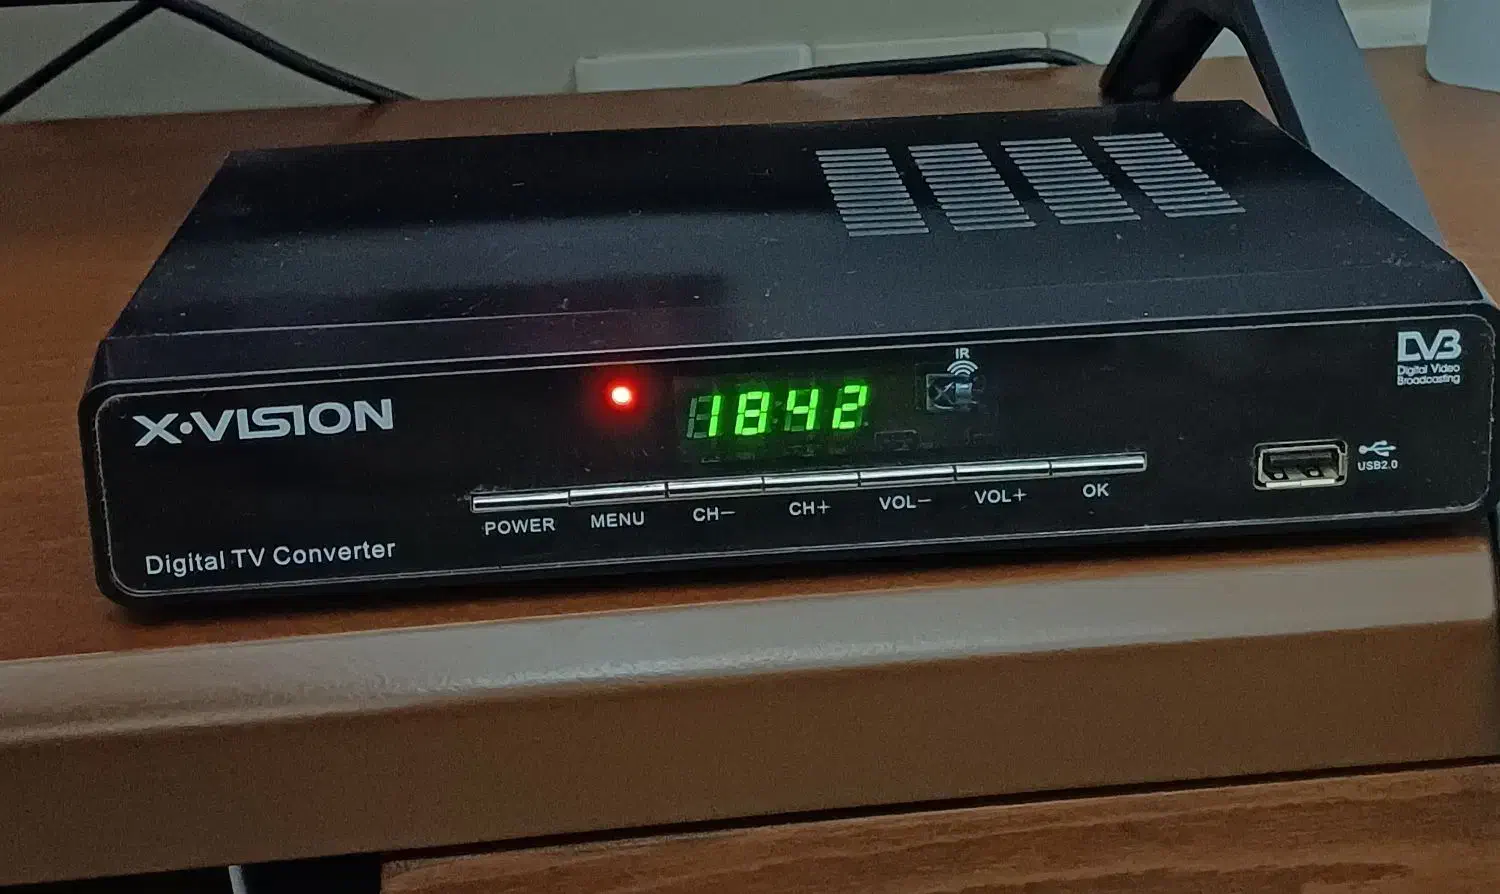 X·VISION
IR
1842
DVB
Digital Video
Broadcasting
USB2.0
POWER MENU CH− CH+ VOL− VOL+ OK
Digital TV Converter